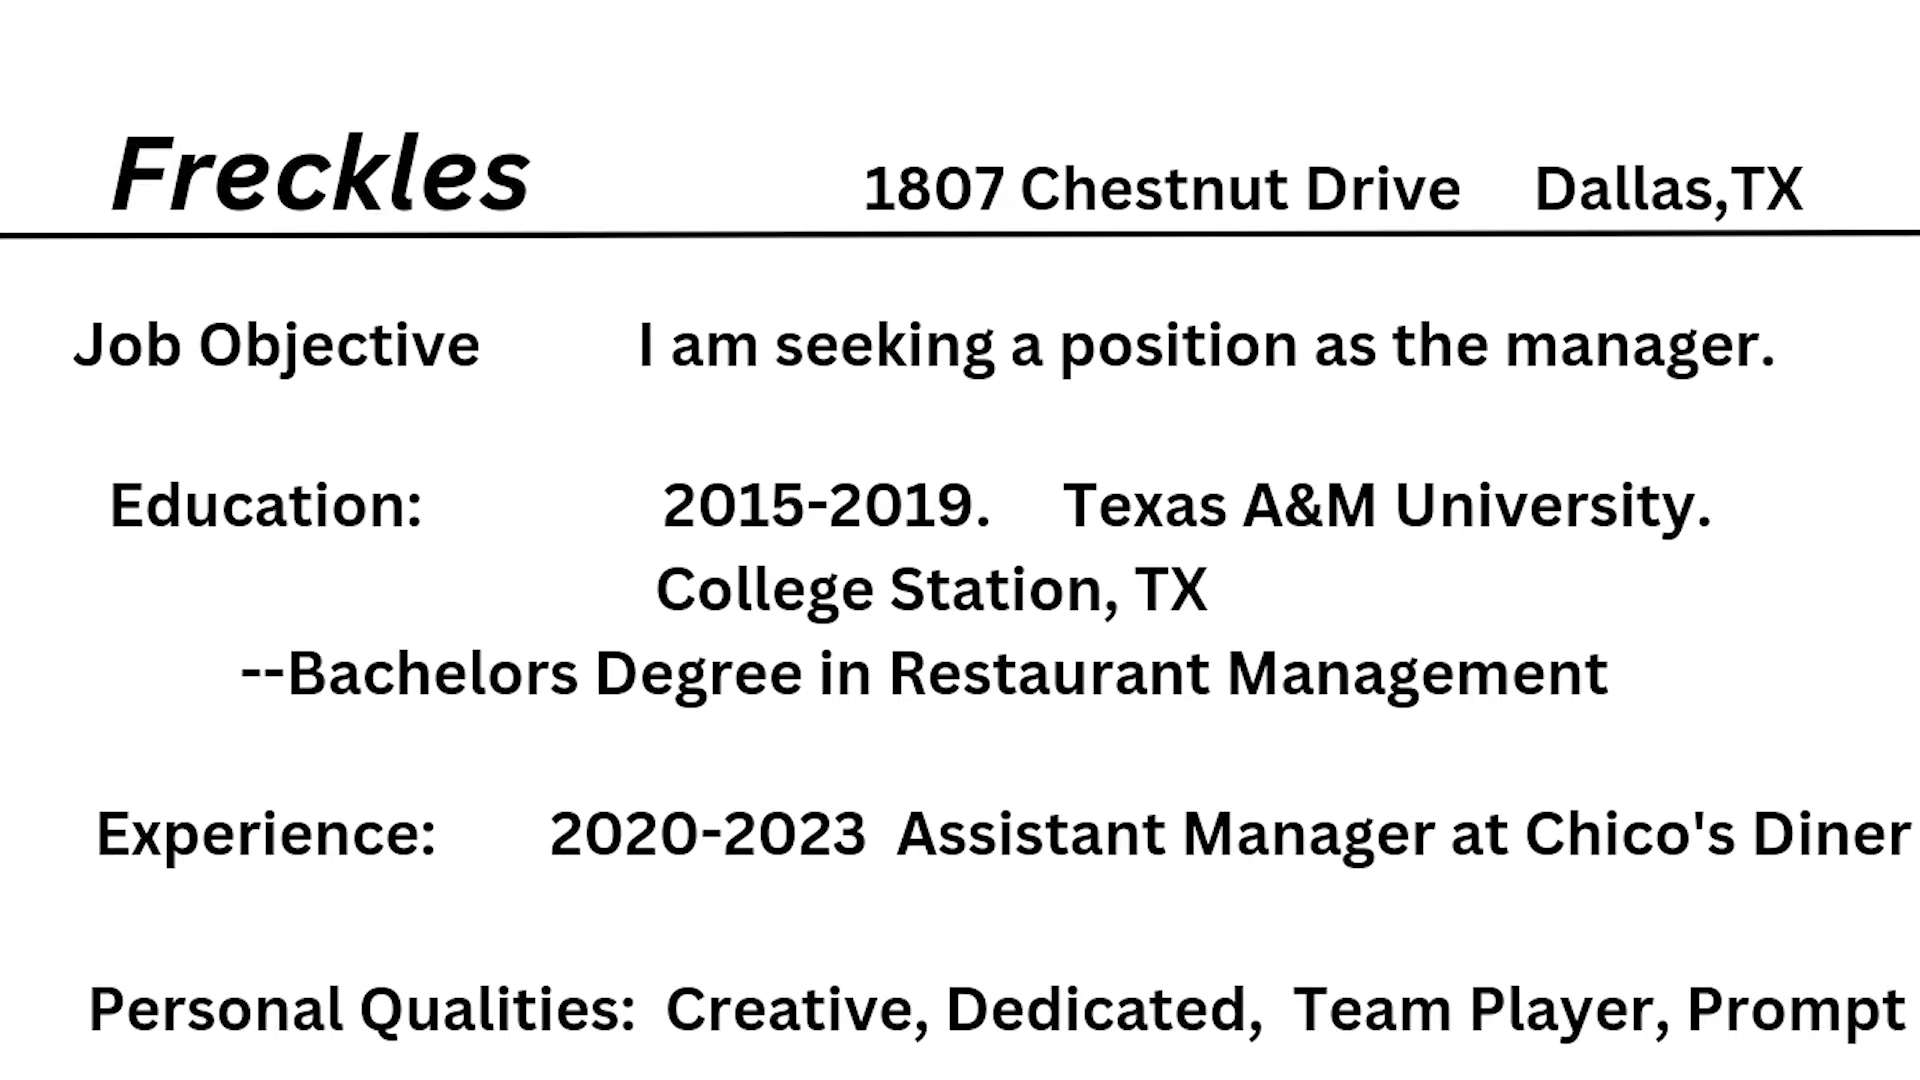 Freckles 1807 Chestnut Drive Dallas,TX
Job Objective I am seeking a position as the manager.
Education: 2015-2019. Texas A&M University.
College Station, TX
--Bachelors Degree in Restaurant Management
Experience: 2020-2023 Assistant Manager at Chico's Diner
Personal Qualities: Creative, Dedicated, Team Player, Prompt